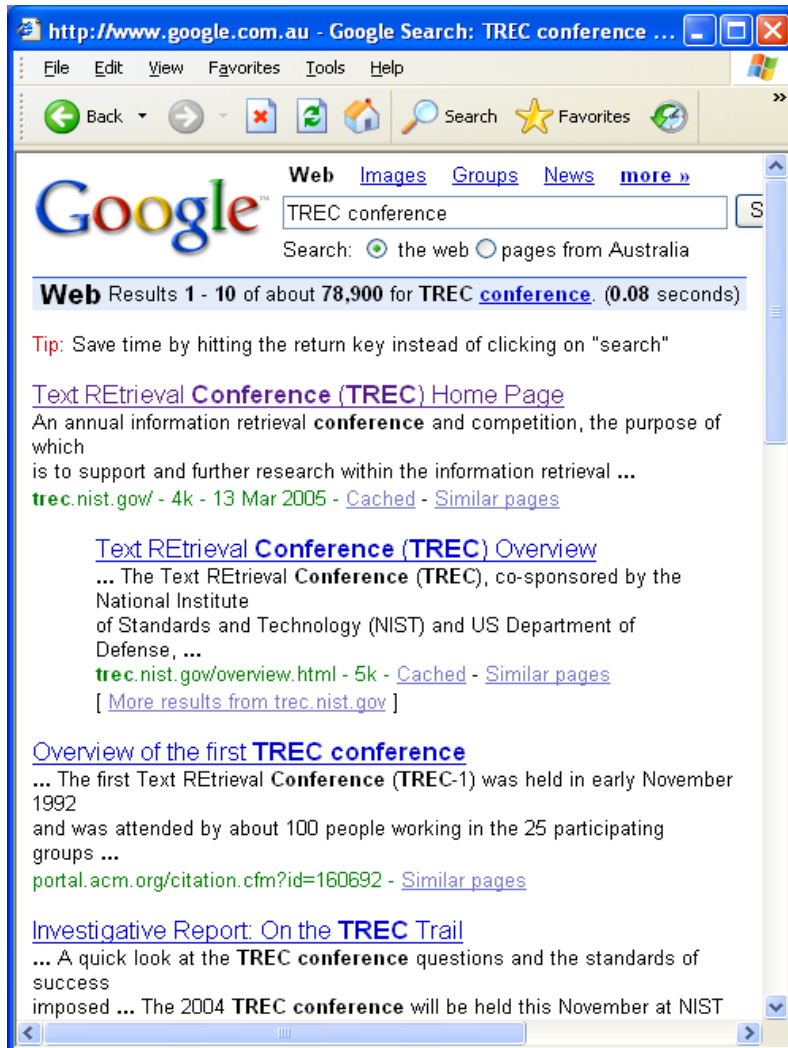 http://www.google.com.au - Google Search: TREC conference ...
File Edit View Favorites Tools Help
Back Search Favorites »
Web Images Groups News more »
Google™
TREC conference S
Search: the web pages from Australia
Web Results 1 - 10 of about 78,900 for TREC conference. (0.08 seconds)
Tip: Save time by hitting the return key instead of clicking on "search"
Text REtrieval Conference (TREC) Home Page
An annual information retrieval conference and competition, the purpose of
which
is to support and further research within the information retrieval ...
trec.nist.gov/ - 4k - 13 Mar 2005 - Cached - Similar pages
Text REtrieval Conference (TREC) Overview
... The Text REtrieval Conference (TREC), co-sponsored by the
National Institute
of Standards and Technology (NIST) and US Department of
Defense, ...
trec.nist.gov/overview.html - 5k - Cached - Similar pages
[ More results from trec.nist.gov ]
Overview of the first TREC conference
... The first Text REtrieval Conference (TREC-1) was held in early November
1992
and was attended by about 100 people working in the 25 participating
groups ...
portal.acm.org/citation.cfm?id=160692 - Similar pages
Investigative Report: On the TREC Trail
... A quick look at the TREC conference questions and the standards of
success
imposed ... The 2004 TREC conference will be held this November at NIST